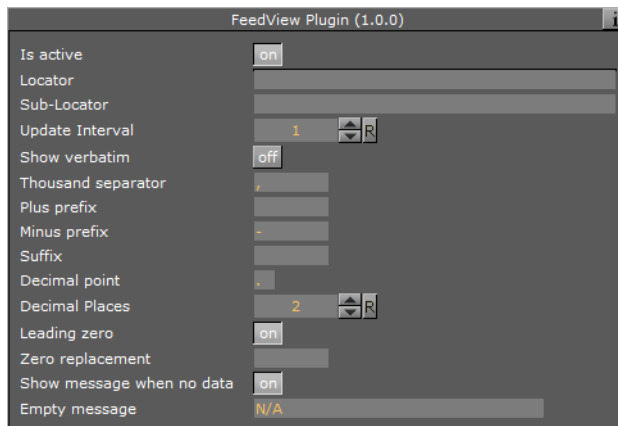 FeedView Plugin (1.0.0) i
Is active on
Locator
Sub-Locator
Update Interval 1 R
Show verbatim off
Thousand separator ,
Plus prefix
Minus prefix -
Suffix
Decimal point .
Decimal Places 2 R
Leading zero on
Zero replacement
Show message when no data on
Empty message N/A